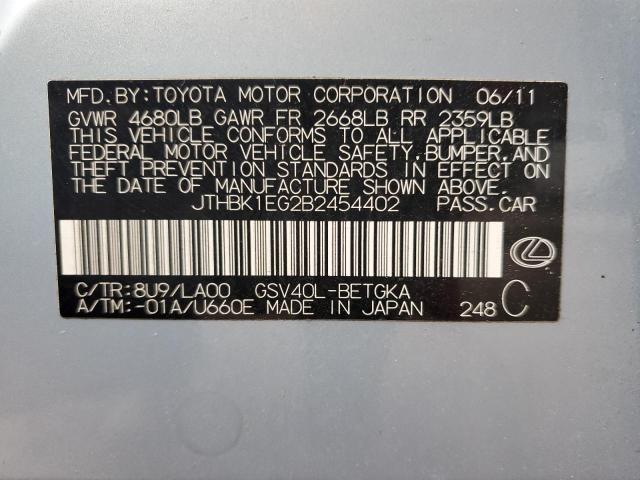 MFD. BY: TOYOTA MOTOR CORPORATION 06/11
GVWR 4680LB GAWR FR 2668LB RR 2359LB
THIS VEHICLE CONFORMS TO ALL APPLICABLE
FEDERAL MOTOR VEHICLE SAFETY, BUMPER, AND
THEFT PREVENTION STANDARDS IN EFFECT ON
THE DATE OF MANUFACTURE SHOWN ABOVE.
JTHBK1EG2B2454402 PASS.CAR
C/TR: 8U9/LA00 GSV40L-BETGKA
A/TM: -01A/U660E MADE IN JAPAN 248 C